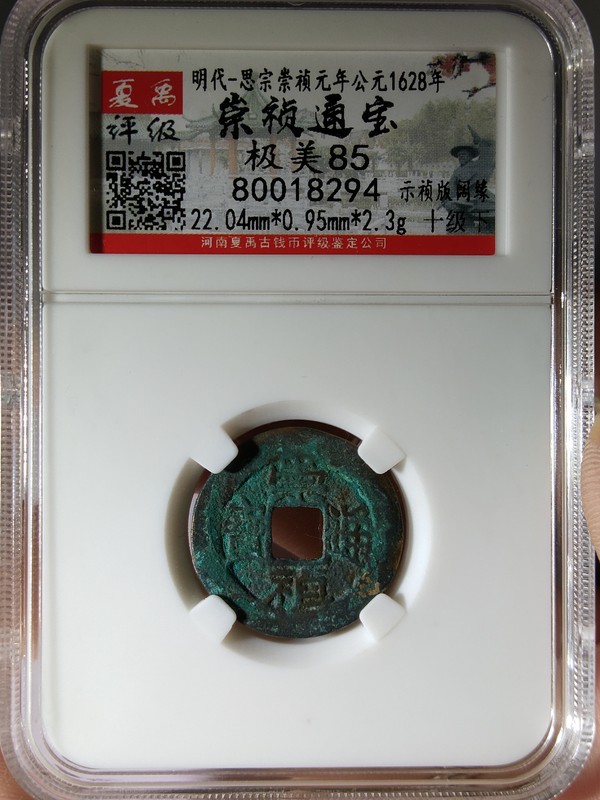 夏禹
评级
明代-思宗崇祯元年公元1628年
崇祯通宝
极美85
80018294 示祯版阔缘
22.04mm*0.95mm*2.3g 十级下
河南夏禹古钱币评级鉴定公司